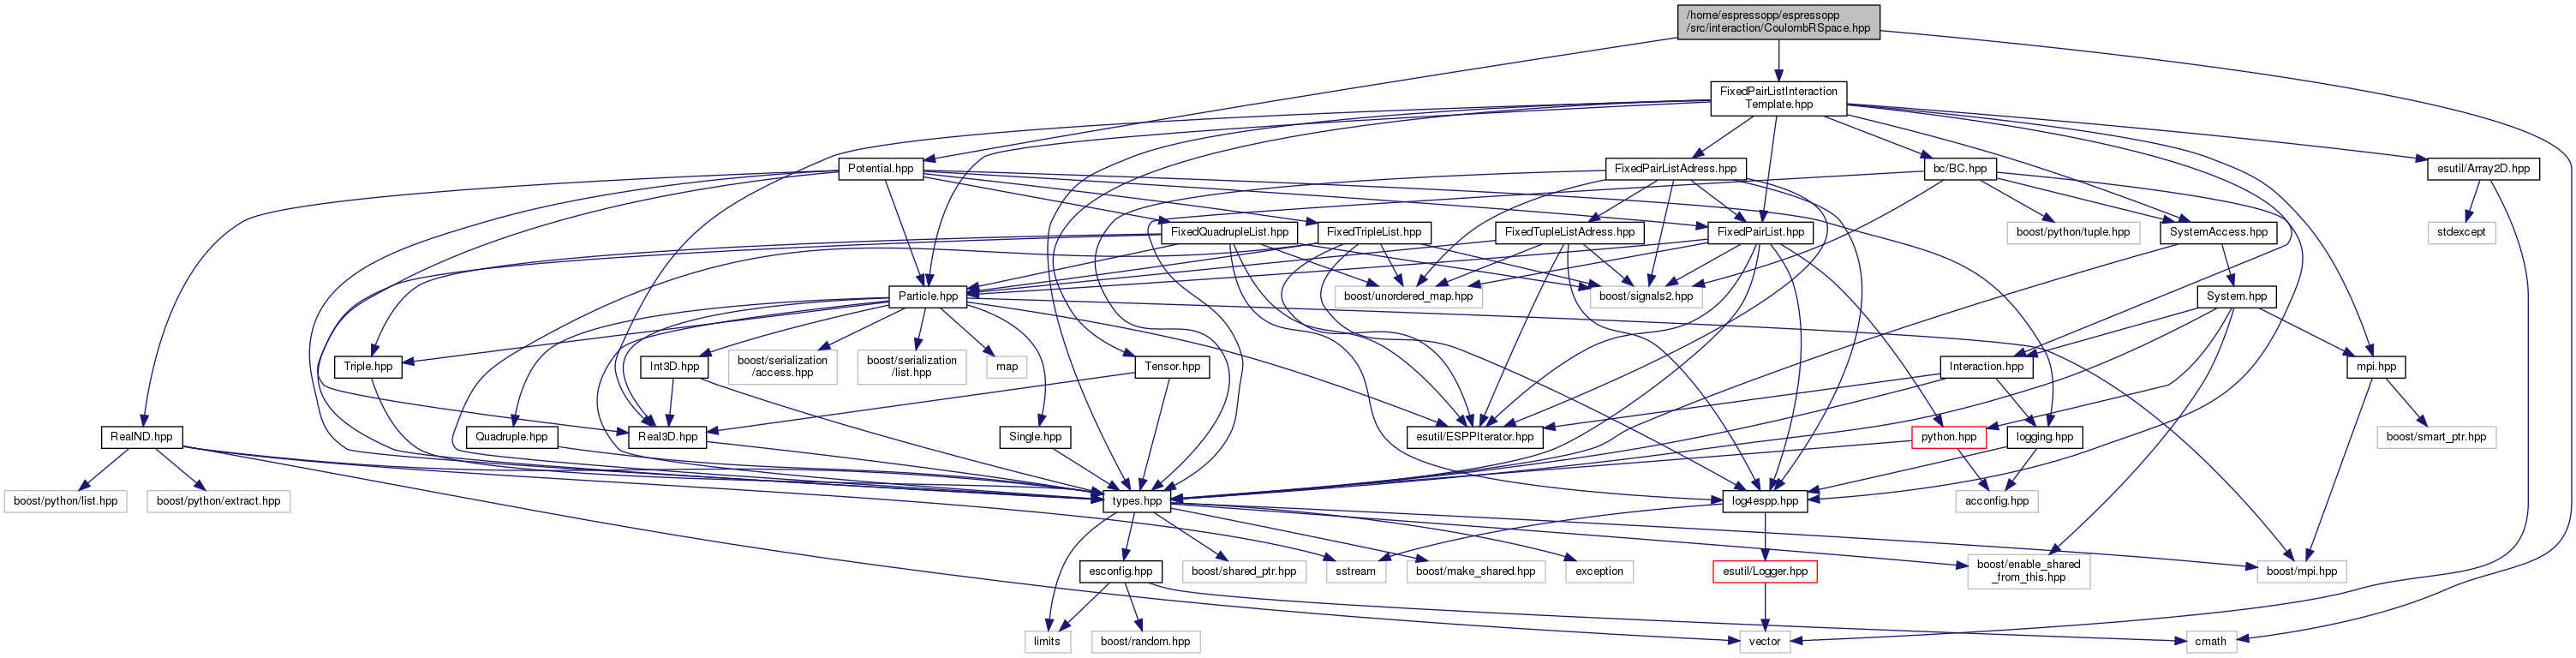 /home/espressopp/espressopp
/src/interaction/CoulombRSpace.hpp
FixedPairListInteraction
Template.hpp
Potential.hpp
FixedPairListAdress.hpp
bc/BC.hpp
esutil/Array2D.hpp
FixedQuadrupleList.hpp
FixedTripleList.hpp
FixedTupleListAdress.hpp
FixedPairList.hpp
boost/python/tuple.hpp
SystemAccess.hpp
stdexcept
Particle.hpp
boost/unordered_map.hpp
boost/signals2.hpp
System.hpp
Triple.hpp
Int3D.hpp
boost/serialization
/access.hpp
boost/serialization
/list.hpp
map
Tensor.hpp
Interaction.hpp
mpi.hpp
RealND.hpp
Quadruple.hpp
Real3D.hpp
Single.hpp
esutil/ESPPIterator.hpp
python.hpp
logging.hpp
boost/smart_ptr.hpp
boost/python/list.hpp
boost/python/extract.hpp
types.hpp
log4espp.hpp
acconfig.hpp
esconfig.hpp
boost/shared_ptr.hpp
sstream
boost/make_shared.hpp
exception
esutil/Logger.hpp
boost/enable_shared
_from_this.hpp
boost/mpi.hpp
limits
boost/random.hpp
vector
cmath